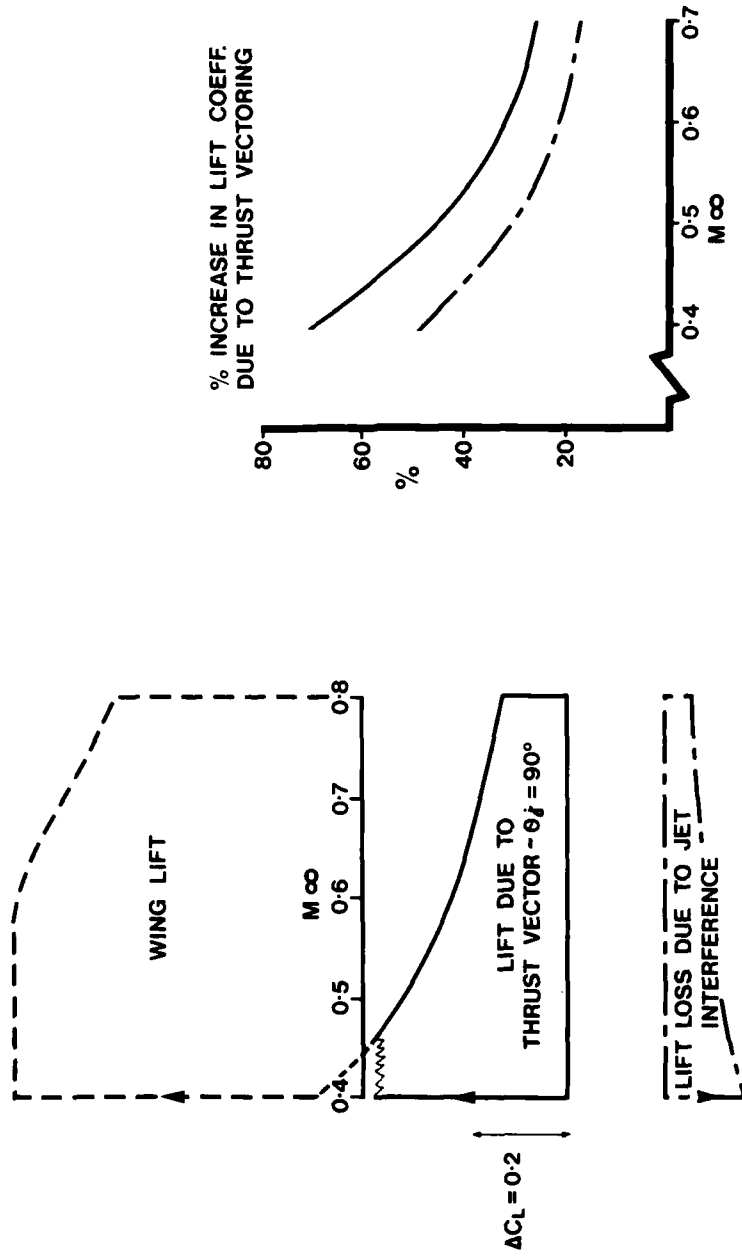 WING LIFT
M∞
0·4
0·5
0·6
0·7
0·8
LIFT DUE TO
THRUST VECTOR ~ θj = 90°
ΔCL = 0·2
LIFT LOSS DUE TO JET
INTERFERENCE
% INCREASE IN LIFT COEFF.
DUE TO THRUST VECTORING
80
60
%
40
20
0·4
0·5
0·6
0·7
M∞